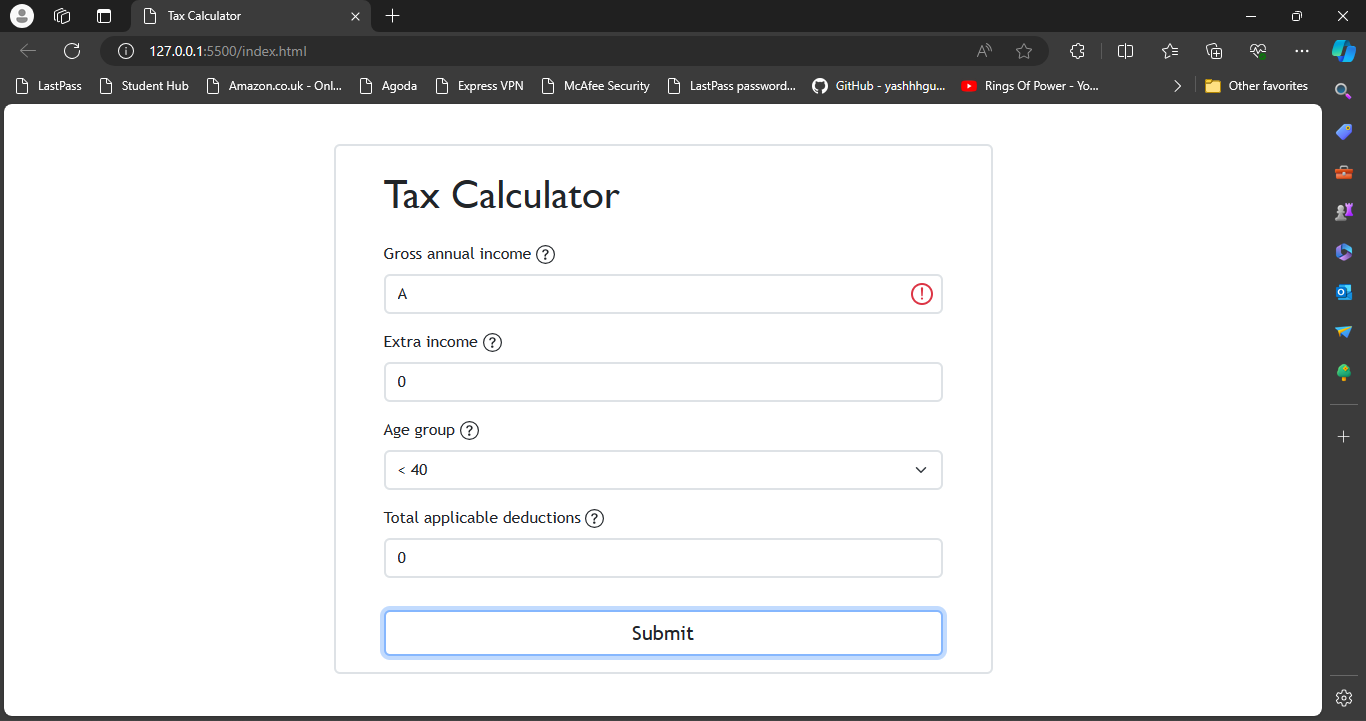 Tax Calculator
127.0.0.1:5500/index.html
LastPass Student Hub Amazon.co.uk - Onl... Agoda Express VPN McAfee Security LastPass password... GitHub - yashhhgu... Rings Of Power - Yo... Other favorites
Tax Calculator
Gross annual income ?
A !
Extra income ?
0
Age group ?
< 40
Total applicable deductions ?
0
Submit